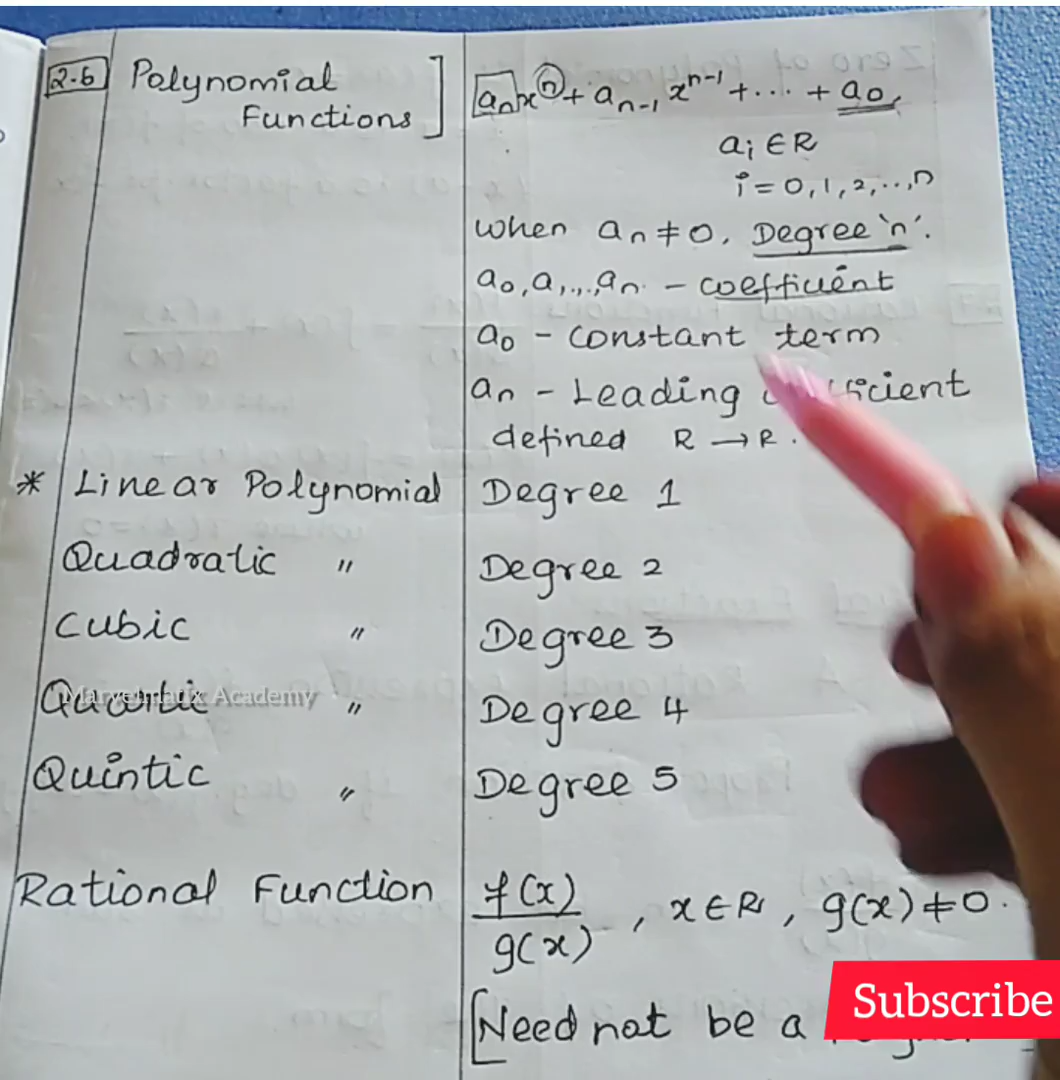 2.6 Polynomial Functions ] aₙxⁿ + aₙ₋₁ xⁿ⁻¹ + ... + a₀,
aᵢ ∈ R
i = 0, 1, 2, .., n
when aₙ ≠ 0, Degree 'n'.
a₀, a₁, .., aₙ. - coefficient
a₀ - constant term
aₙ - Leading
defined R → R.
* Linear Polynomial Degree 1
Quadratic " Degree 2
Cubic " Degree 3
Quartic " Degree 4
Marvelmatix Academy
Quintic " Degree 5
Rational Function f(x)/g(x), x ∈ R, g(x) ≠ 0.
[Need not be a
Subscribe